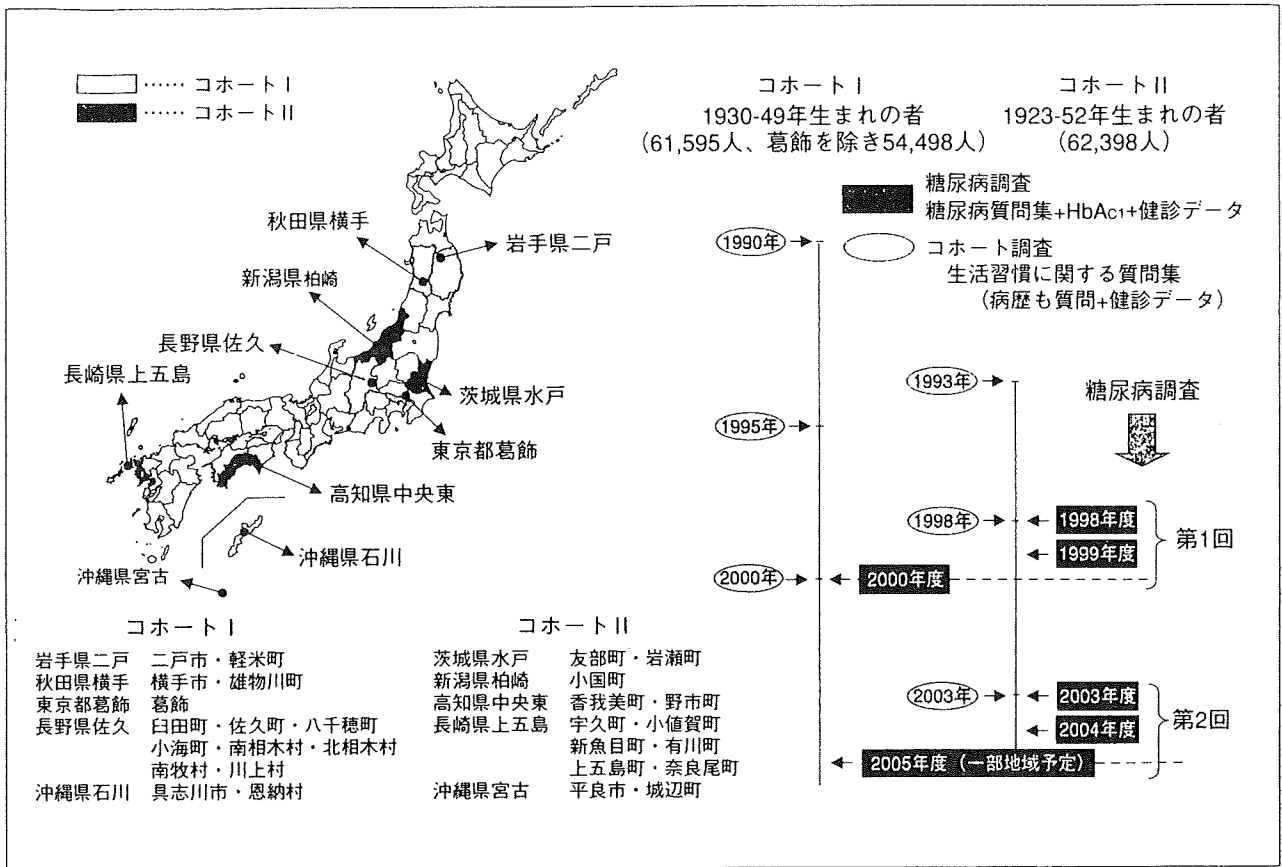 …… コホートI
…… コホートII
秋田県横手
岩手県二戸
新潟県柏崎
長野県佐久
長崎県上五島
茨城県水戸
東京都葛飾
高知県中央東
沖縄県石川
沖縄県宮古
コホートI
岩手県二戸 二戸市・軽米町
秋田県横手 横手市・雄物川町
東京都葛飾 葛飾
長野県佐久 臼田町・佐久町・八千穂町
小海町・南相木村・北相木村
南牧村・川上村
沖縄県石川 具志川市・恩納村
コホートII
茨城県水戸 友部町・岩瀬町
新潟県柏崎 小国町
高知県中央東 香我美町・野市町
長崎県上五島 宇久町・小値賀町
新魚目町・有川町
上五島町・奈良尾町
沖縄県宮古 平良市・城辺町
コホートI
1930-49年生まれの者
(61,595人、葛飾を除き54,498人)
コホートII
1923-52年生まれの者
(62,398人)
糖尿病調査
糖尿病質問集+HbAC1+健診データ
コホート調査
生活習慣に関する質問集
(病歴も質問+健診データ)
1990年
1993年
糖尿病調査
1995年
1998年
1998年度
1999年度
第1回
2000年
2000年度
2003年
2003年度
2004年度
第2回
2005年度(一部地域予定)